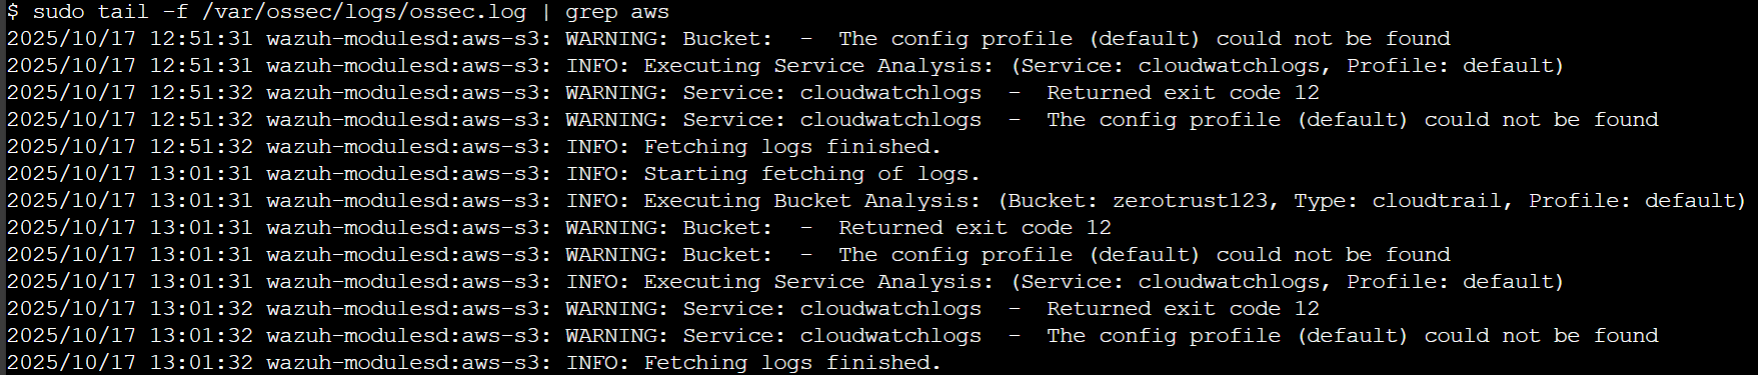 $ sudo tail -f /var/ossec/logs/ossec.log | grep aws
2025/10/17 12:51:31 wazuh-modulesd:aws-s3: WARNING: Bucket:  -  The config profile (default) could not be found
2025/10/17 12:51:31 wazuh-modulesd:aws-s3: INFO: Executing Service Analysis: (Service: cloudwatchlogs, Profile: default)
2025/10/17 12:51:32 wazuh-modulesd:aws-s3: WARNING: Service: cloudwatchlogs  -  Returned exit code 12
2025/10/17 12:51:32 wazuh-modulesd:aws-s3: WARNING: Service: cloudwatchlogs  -  The config profile (default) could not be found
2025/10/17 12:51:32 wazuh-modulesd:aws-s3: INFO: Fetching logs finished.
2025/10/17 13:01:31 wazuh-modulesd:aws-s3: INFO: Starting fetching of logs.
2025/10/17 13:01:31 wazuh-modulesd:aws-s3: INFO: Executing Bucket Analysis: (Bucket: zerotrust123, Type: cloudtrail, Profile: default)
2025/10/17 13:01:31 wazuh-modulesd:aws-s3: WARNING: Bucket:  -  Returned exit code 12
2025/10/17 13:01:31 wazuh-modulesd:aws-s3: WARNING: Bucket:  -  The config profile (default) could not be found
2025/10/17 13:01:31 wazuh-modulesd:aws-s3: INFO: Executing Service Analysis: (Service: cloudwatchlogs, Profile: default)
2025/10/17 13:01:32 wazuh-modulesd:aws-s3: WARNING: Service: cloudwatchlogs  -  Returned exit code 12
2025/10/17 13:01:32 wazuh-modulesd:aws-s3: WARNING: Service: cloudwatchlogs  -  The config profile (default) could not be found
2025/10/17 13:01:32 wazuh-modulesd:aws-s3: INFO: Fetching logs finished.